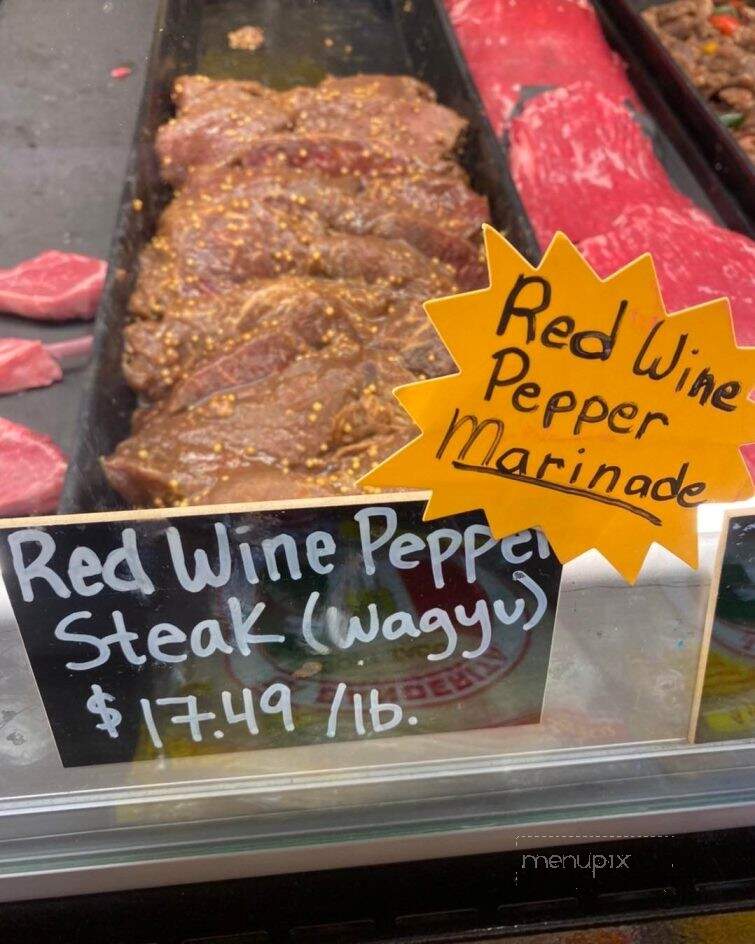 Red Wine
Pepper
Marinade
Red Wine Pepper
Steak (Wagyu)
$17.49 /lb.
menupix